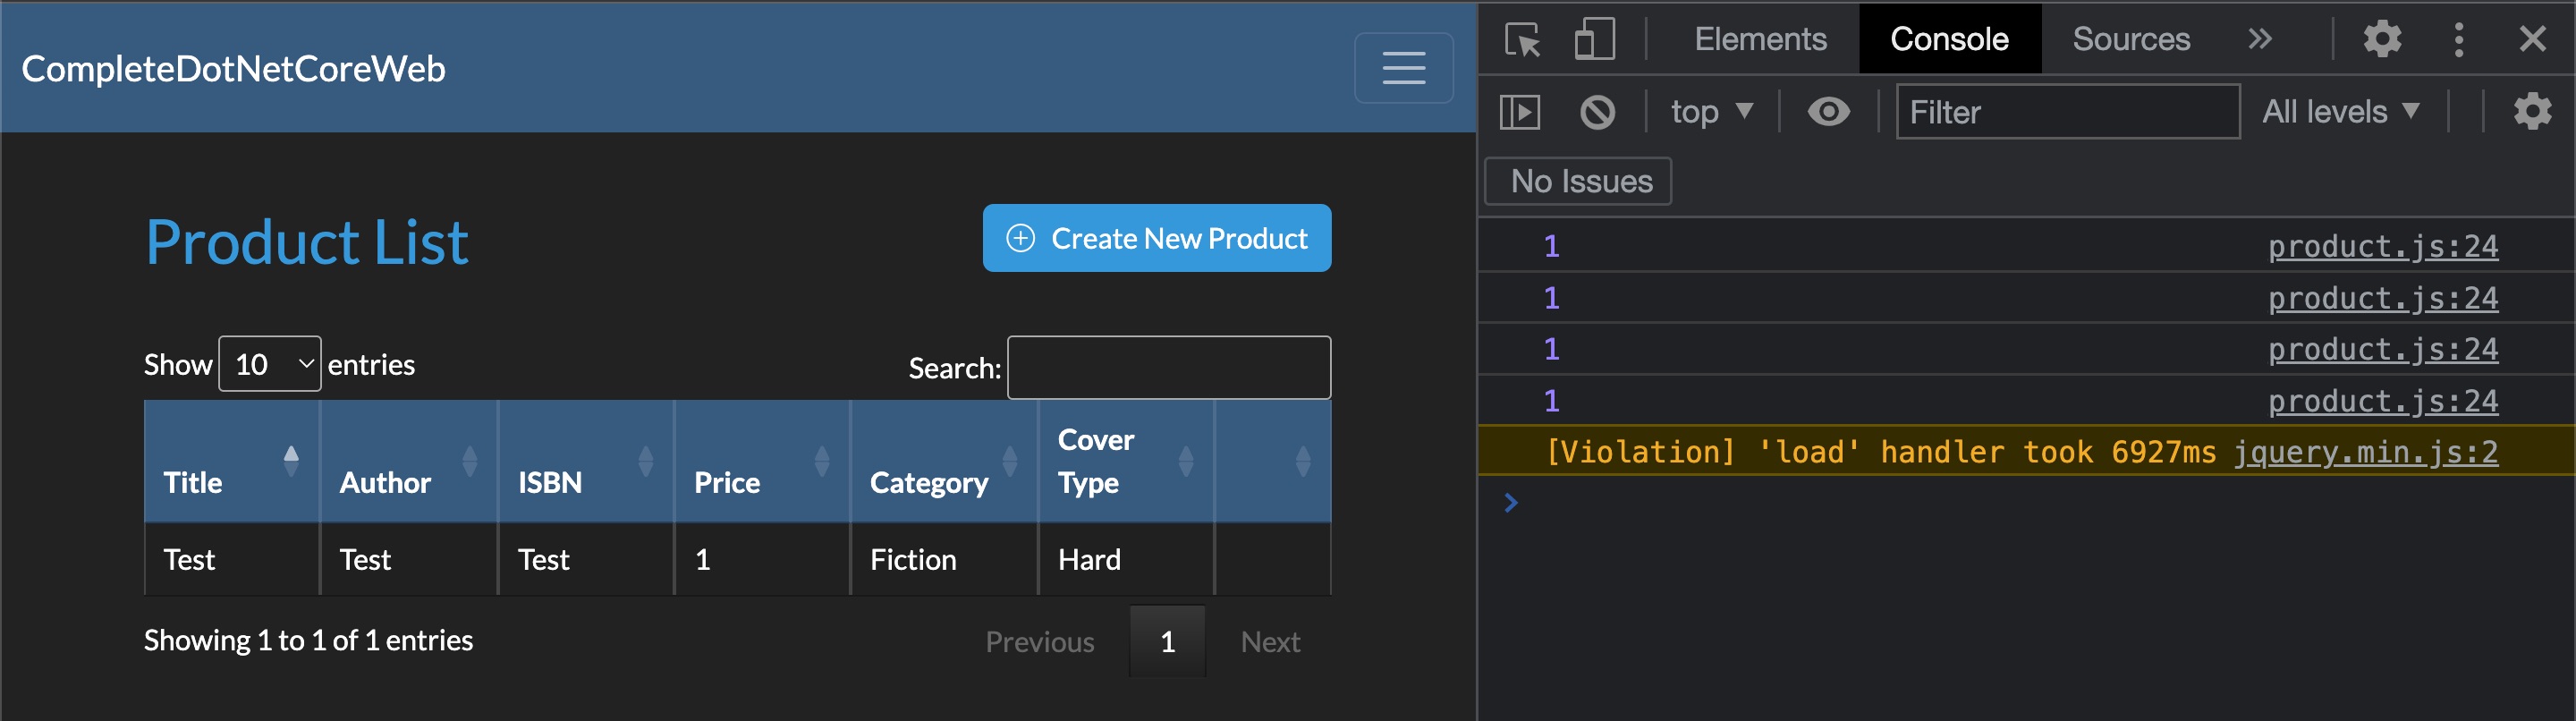 CompleteDotNetCoreWeb
Product List
Create New Product
Show 10 entries
Search:
Title Author ISBN Price Category Cover Type
Test Test Test 1 Fiction Hard
Showing 1 to 1 of 1 entries
Previous 1 Next
Elements Console Sources »
top Filter All levels
No Issues
1 product.js:24
1 product.js:24
1 product.js:24
1 product.js:24
[Violation] 'load' handler took 6927ms jquery.min.js:2